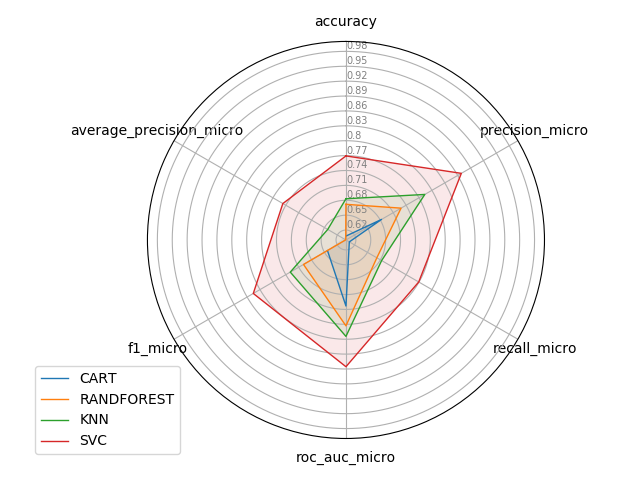 accuracy
0.98
0.95
0.92
0.89
0.86
0.83
0.8
0.77
0.74
0.71
0.68
0.65
0.62
average_precision_micro
precision_micro
f1_micro
recall_micro
roc_auc_micro
CART
RANDFOREST
KNN
SVC